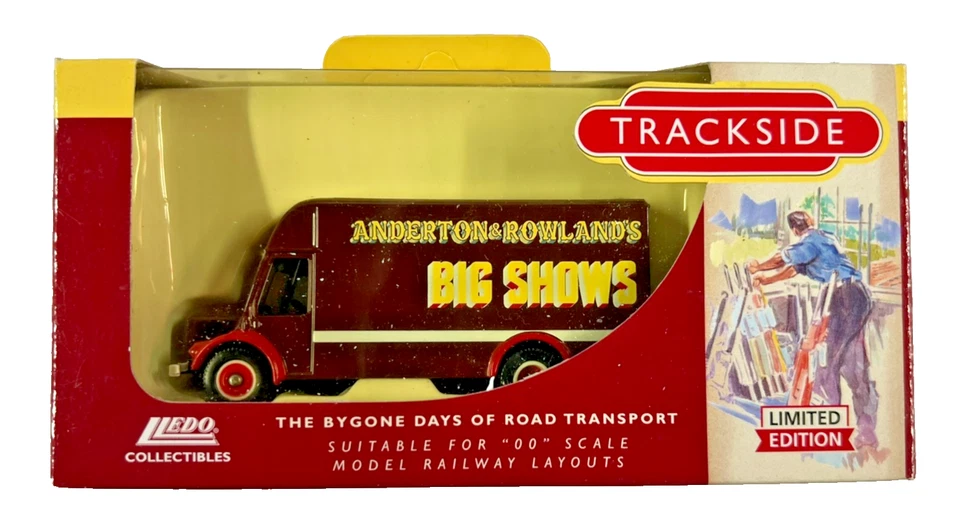 TRACKSIDE
ANDERTON & ROWLAND'S
BIG SHOWS
LLEDO
COLLECTIBLES
THE BYGONE DAYS OF ROAD TRANSPORT
SUITABLE FOR "00" SCALE
MODEL RAILWAY LAYOUTS
LIMITED
EDITION